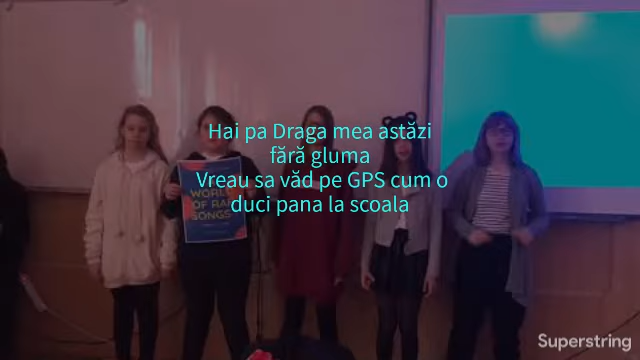 Hai pa Draga mea astăzi
fără gluma
Vreau sa văd pe GPS cum o
duci pana la scoala
WORLD
OF RAI
SONGS
Superstring